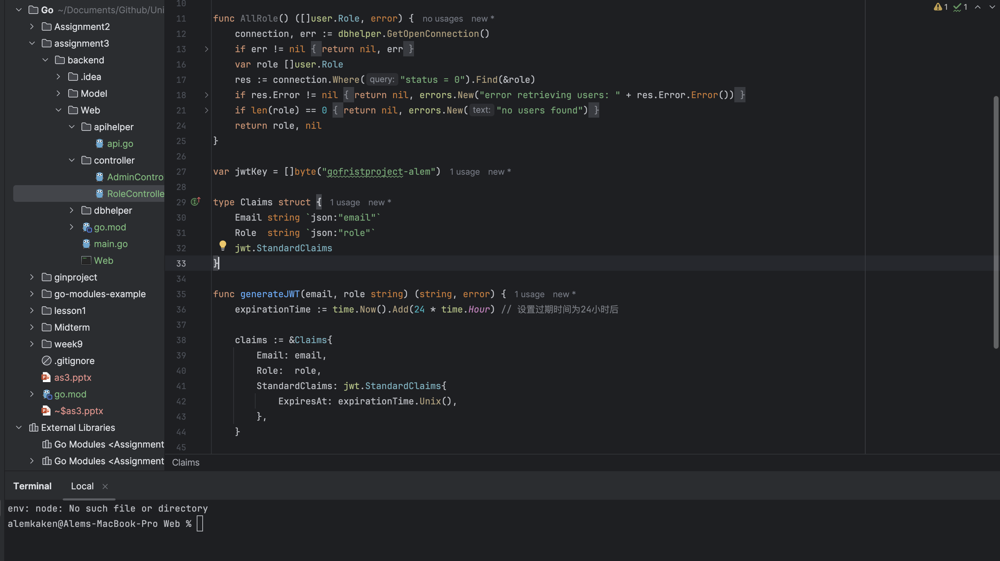 Go ~/Documents/Github/Uni
Assignment2
assignment3
backend
.idea
Model
Web
apihelper
api.go
controller
AdminContro
RoleControlle
dbhelper
go.mod
main.go
Web
ginproject
go-modules-example
lesson1
Midterm
week9
.gitignore
as3.pptx
go.mod
~$as3.pptx
External Libraries
Go Modules <Assignment
Go Modules <Assignment
1 1
10
11 func AllRole() ([]user.Role, error) { no usages new *
12 connection, err := dbhelper.GetOpenConnection()
13 if err != nil { return nil, err }
16 var role []user.Role
17 res := connection.Where( query: "status = 0").Find(&role)
18 if res.Error != nil { return nil, errors.New("error retrieving users: " + res.Error.Error()) }
21 if len(role) == 0 { return nil, errors.New( text: "no users found") }
24 return role, nil
25 }
26
27 var jwtKey = []byte("gofristproject-alem") 1 usage new *
28
29 type Claims struct { 1 usage new *
30 Email string `json:"email"`
31 Role string `json:"role"`
32 jwt.StandardClaims
33 }
34
35 func generateJWT(email, role string) (string, error) { 1 usage new *
36 expirationTime := time.Now().Add(24 * time.Hour) // 设置过期时间为24小时后
37
38 claims := &Claims{
39 Email: email,
40 Role: role,
41 StandardClaims: jwt.StandardClaims{
42 ExpiresAt: expirationTime.Unix(),
43 },
44 }
45
Claims
Terminal Local
env: node: No such file or directory
alemkaken@Alems-MacBook-Pro Web %